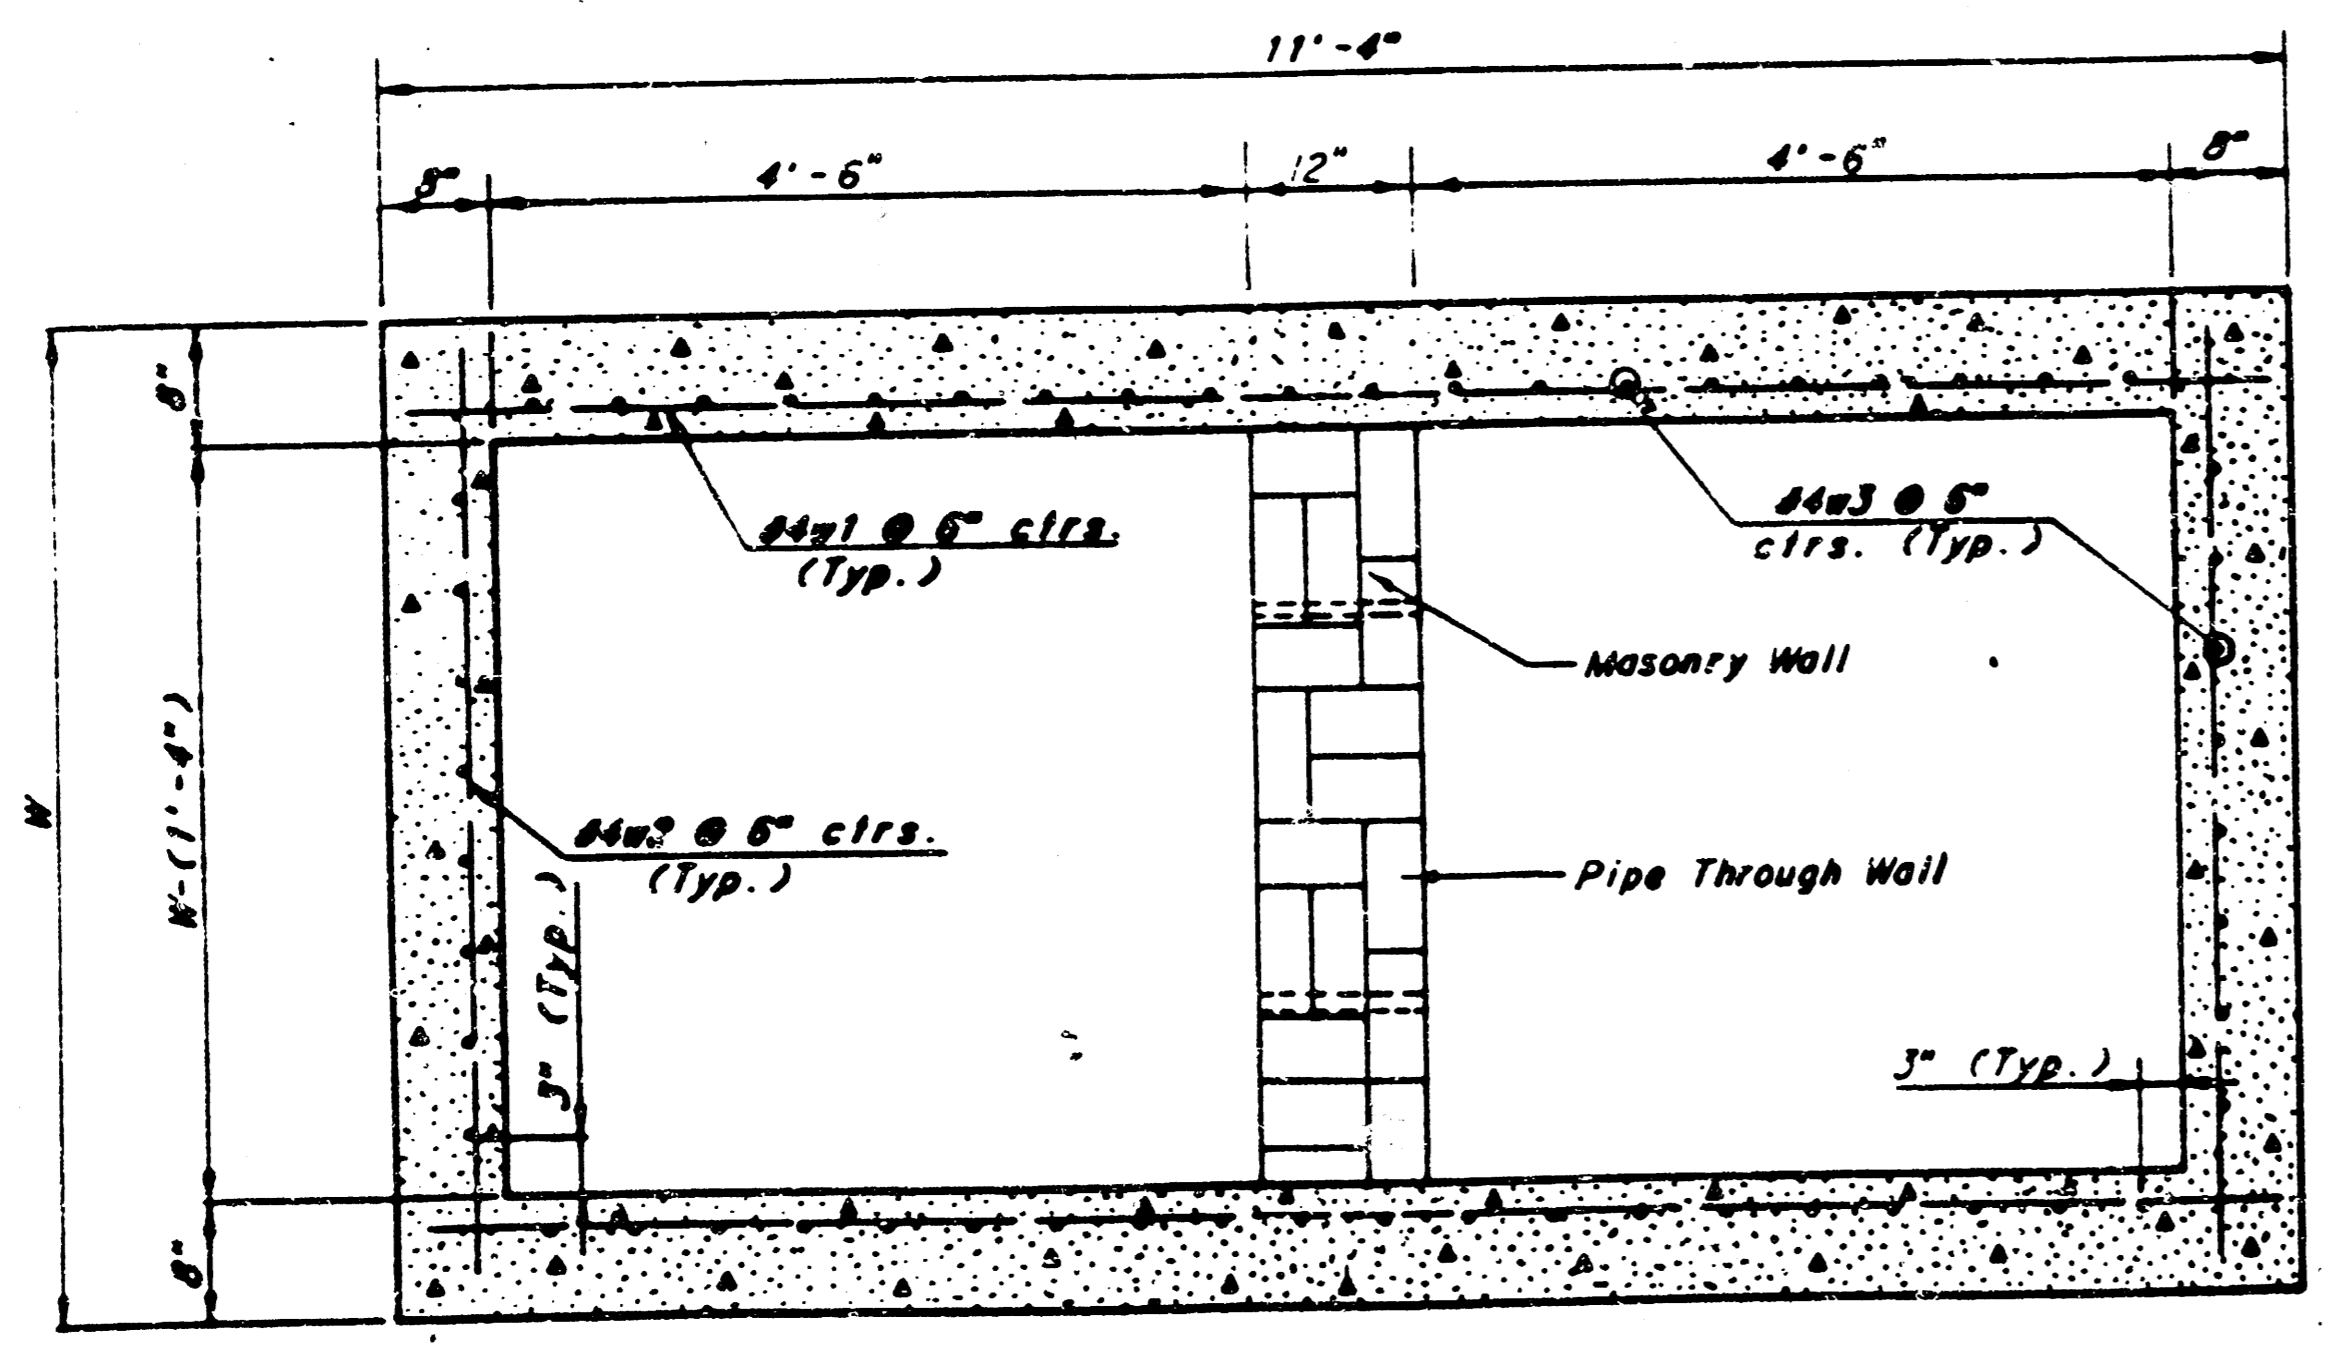 11'-4"
8" 4'-6" 12" 4'-6" 8"
8"
#4w1 @ 6" ctrs.
(Typ.)
#4w3 @ 6"
ctrs. (Typ.)
Masonry Wall
W
W-(1'-4")
#4w2 @ 6" ctrs.
(Typ.)
Pipe Through Wall
3" (Typ.)
3" (Typ.)
8"